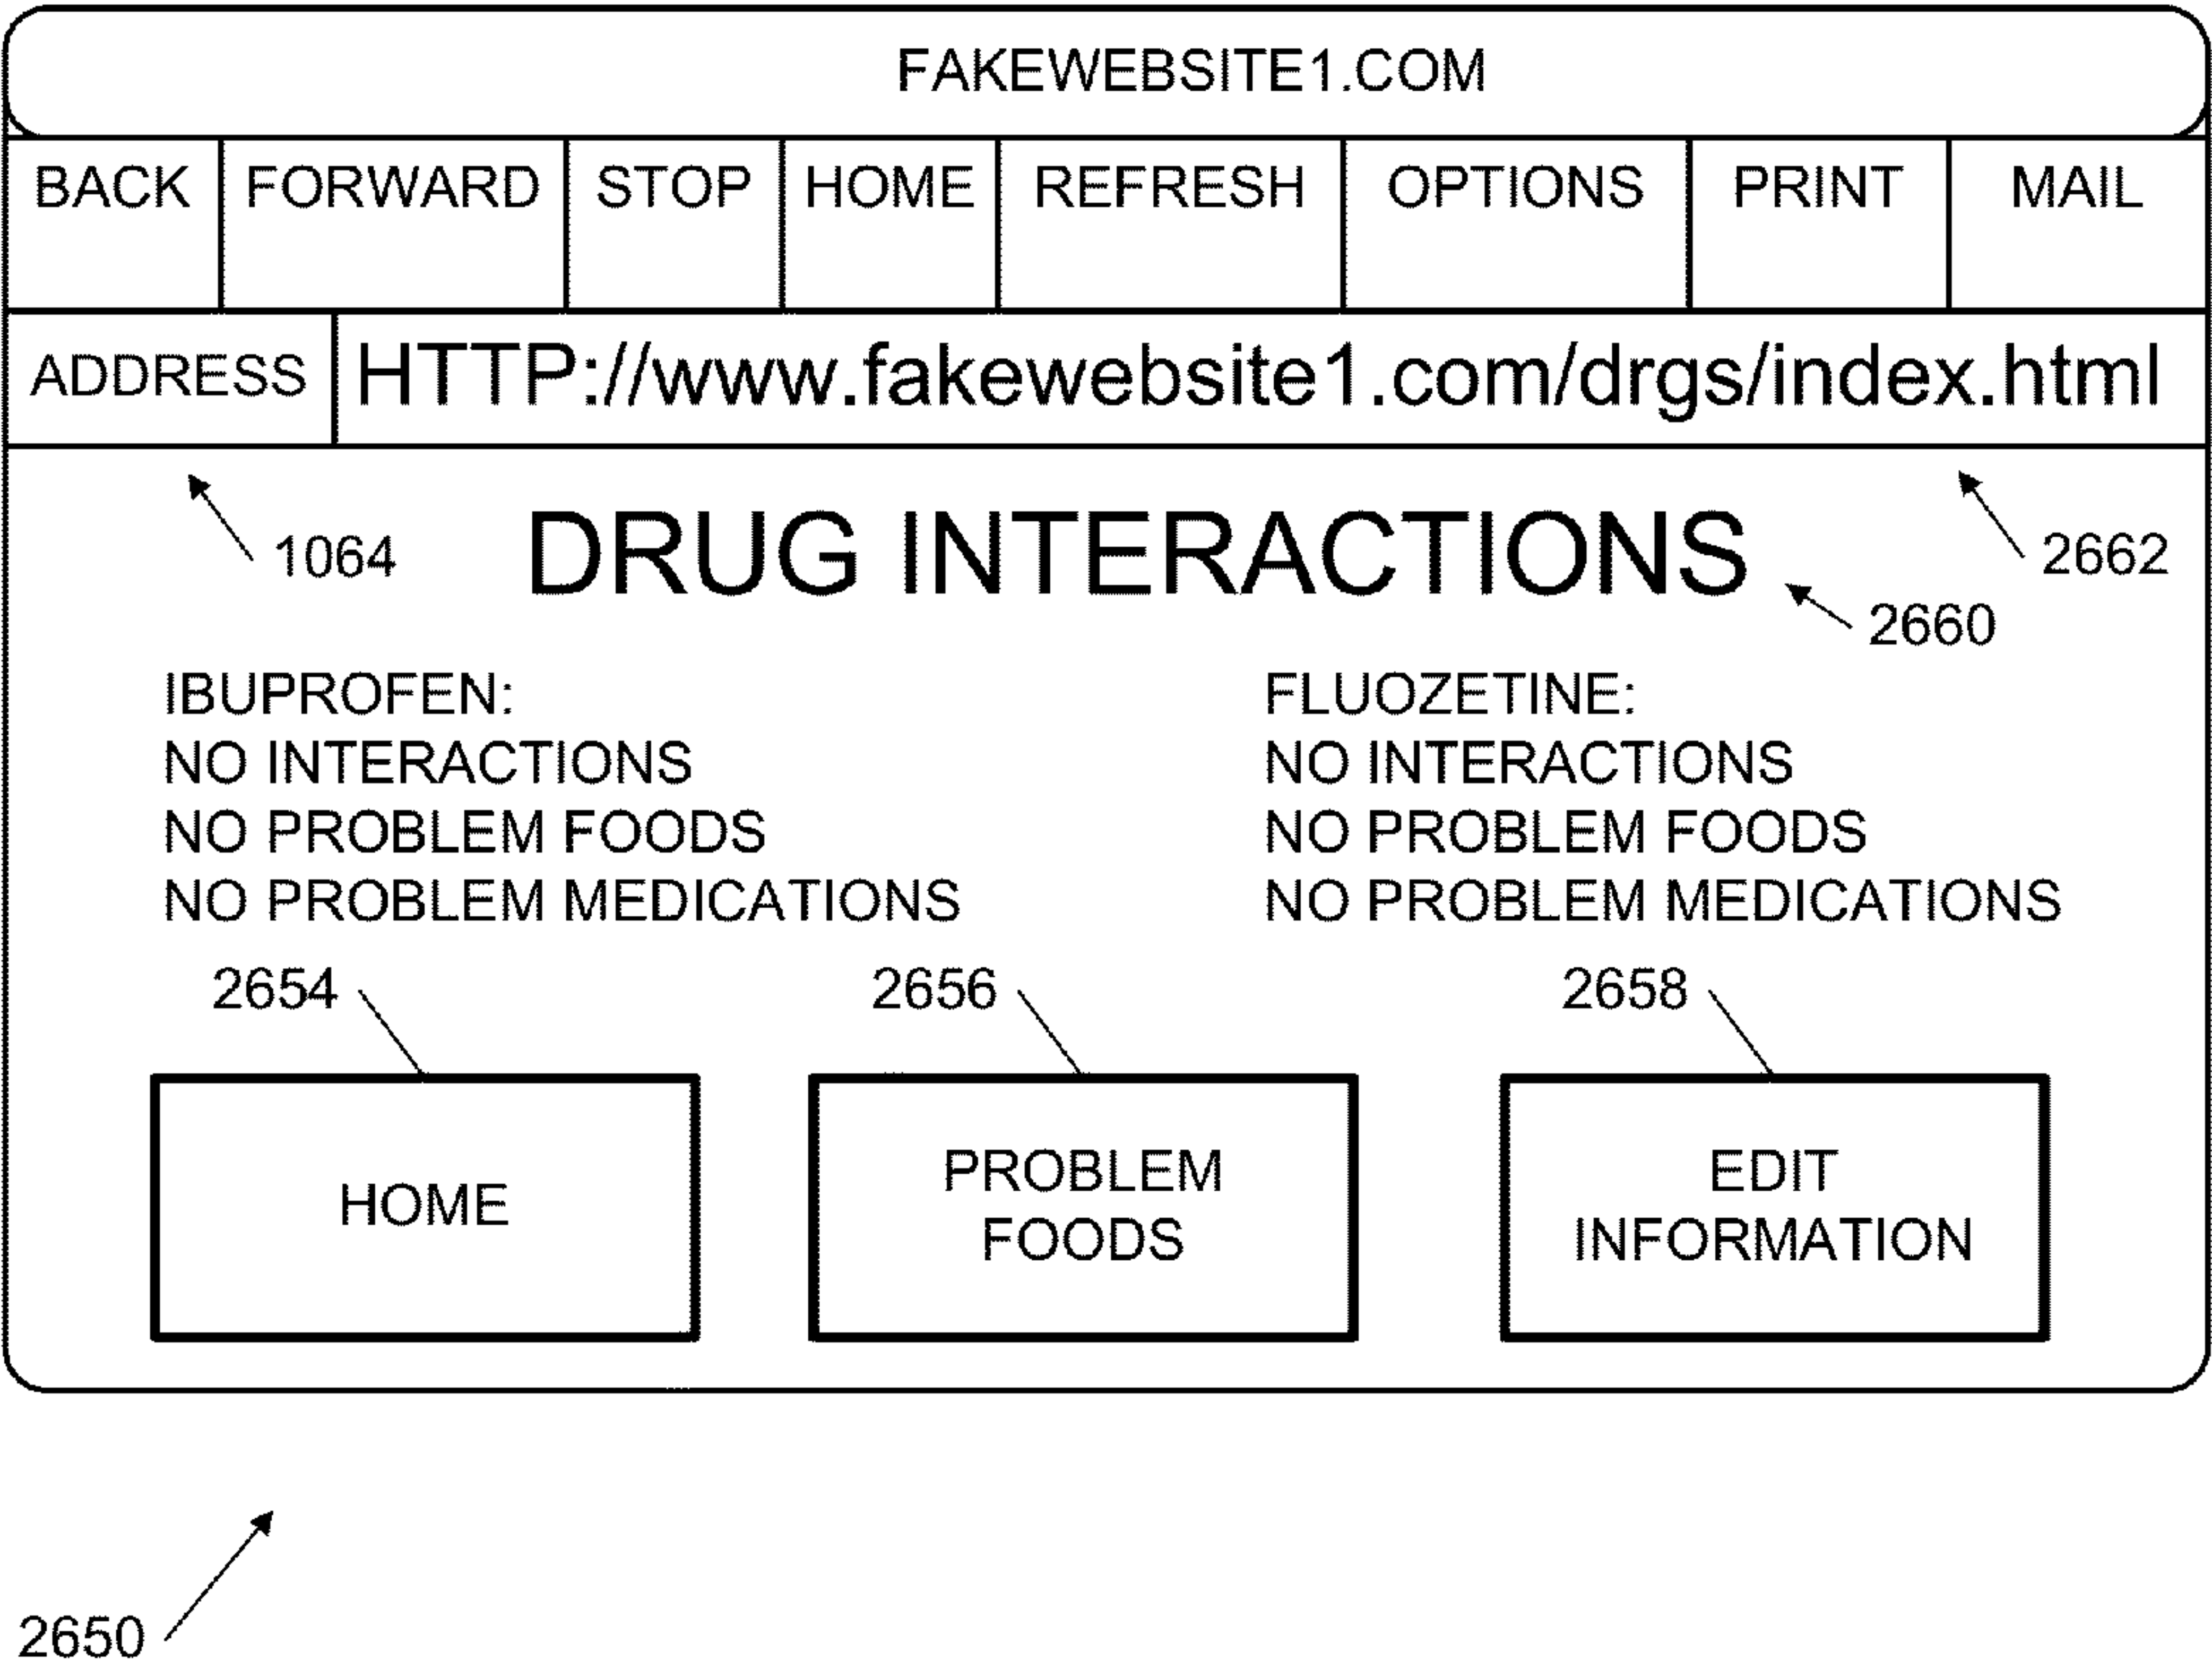 FAKEWEBSITE1.COM
BACK FORWARD STOP HOME REFRESH OPTIONS PRINT MAIL
ADDRESS HTTP://www.fakewebsite1.com/drgs/index.html
1064
DRUG INTERACTIONS
2662
2660
IBUPROFEN:
NO INTERACTIONS
NO PROBLEM FOODS
NO PROBLEM MEDICATIONS
FLUOZETINE:
NO INTERACTIONS
NO PROBLEM FOODS
NO PROBLEM MEDICATIONS
2654 2656 2658
HOME
PROBLEM
FOODS
EDIT
INFORMATION
2650